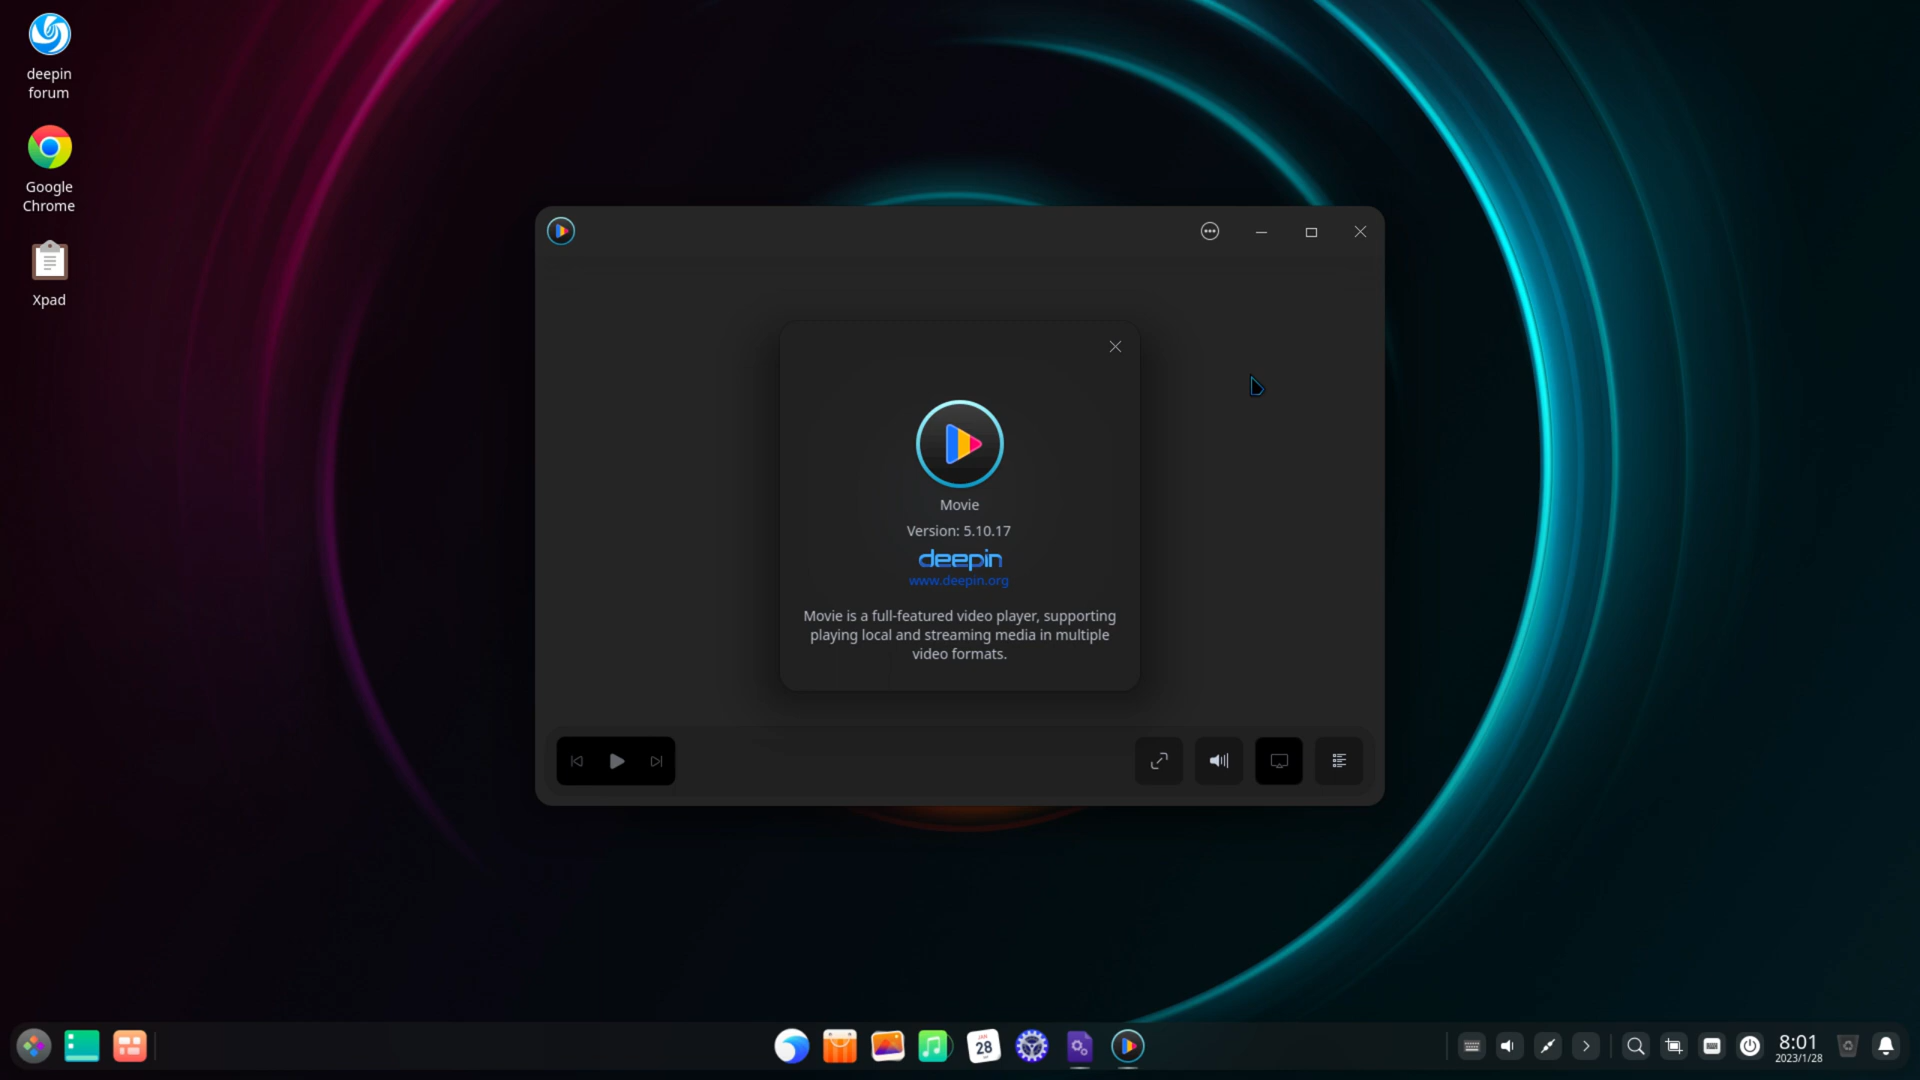 deepin
forum
Google
Chrome
Xpad
Movie
Version: 5.10.17
deepin
www.deepin.org
Movie is a full-featured video player, supporting
playing local and streaming media in multiple
video formats.
JAN
28
8:01
2023/1/28